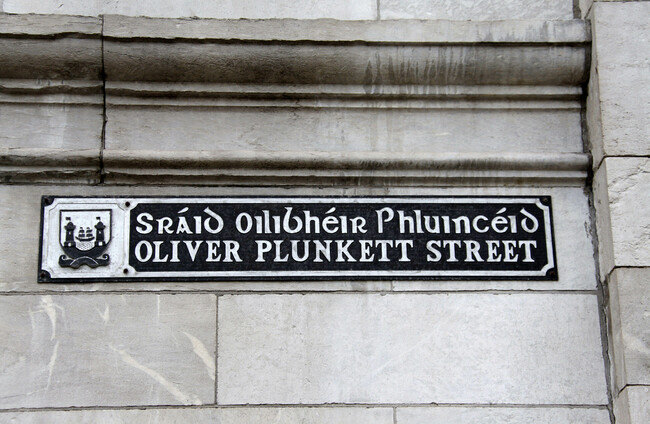 Sráid Oilibhéir Phluincéid
OLIVER PLUNKETT STREET